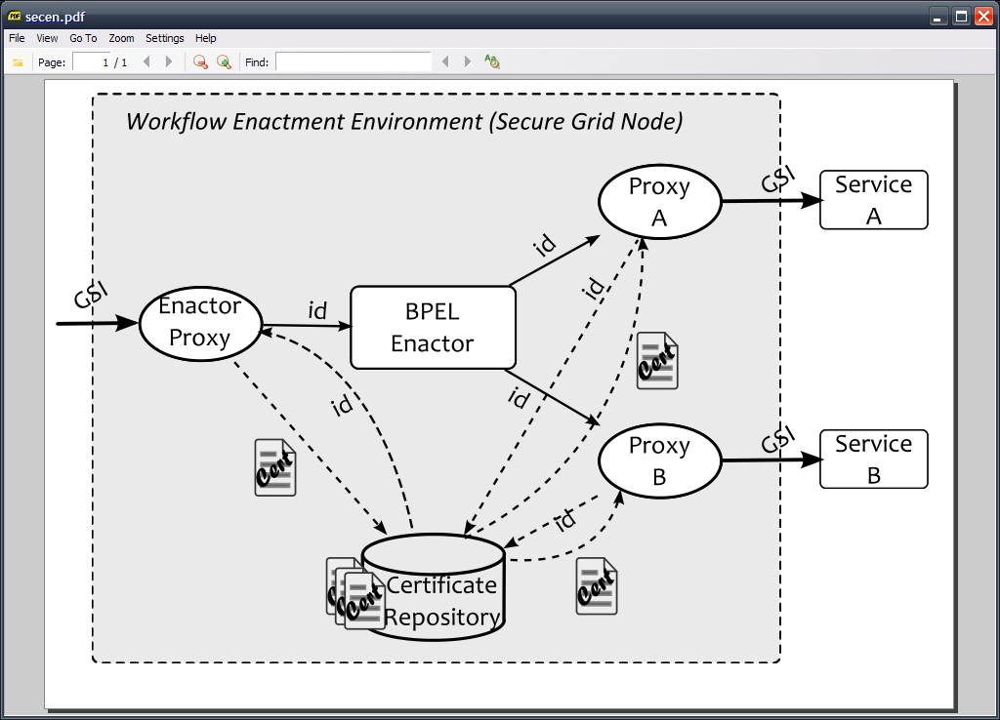 secen.pdf
File View Go To Zoom Settings Help
Page: 1 / 1 Find:
Workflow Enactment Environment (Secure Grid Node)
Proxy
A
GSI
Service
A
id
id
GSI
Enactor
Proxy
id
BPEL
Enactor
Cert
id
id
Proxy
B
GSI
Service
B
Cert
id
Cert
Certificate
Repository
Cert